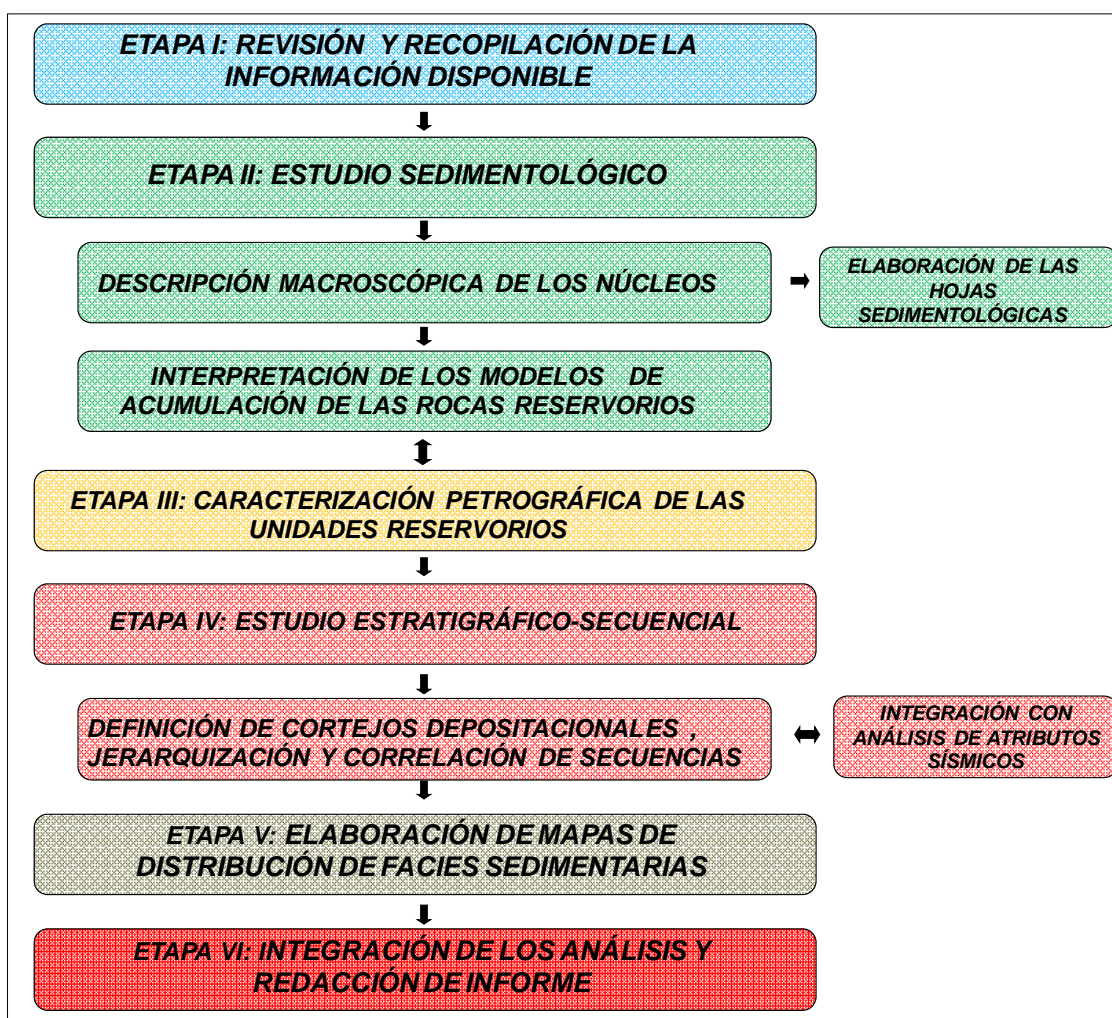 ETAPA I: REVISIÓN Y RECOPILACIÓN DE LA
INFORMACIÓN DISPONIBLE
ETAPA II: ESTUDIO SEDIMENTOLÓGICO
DESCRIPCIÓN MACROSCÓPICA DE LOS NÚCLEOS
ELABORACIÓN DE LAS
HOJAS
SEDIMENTOLÓGICAS
INTERPRETACIÓN DE LOS MODELOS DE
ACUMULACIÓN DE LAS ROCAS RESERVORIOS
ETAPA III: CARACTERIZACIÓN PETROGRÁFICA DE LAS
UNIDADES RESERVORIOS
ETAPA IV: ESTUDIO ESTRATIGRÁFICO-SECUENCIAL
DEFINICIÓN DE CORTEJOS DEPOSITACIONALES ,
JERARQUIZACIÓN Y CORRELACIÓN DE SECUENCIAS
INTEGRACIÓN CON
ANÁLISIS DE ATRIBUTOS
SÍSMICOS
ETAPA V: ELABORACIÓN DE MAPAS DE
DISTRIBUCIÓN DE FACIES SEDIMENTARIAS
ETAPA VI: INTEGRACIÓN DE LOS ANÁLISIS Y
REDACCIÓN DE INFORME